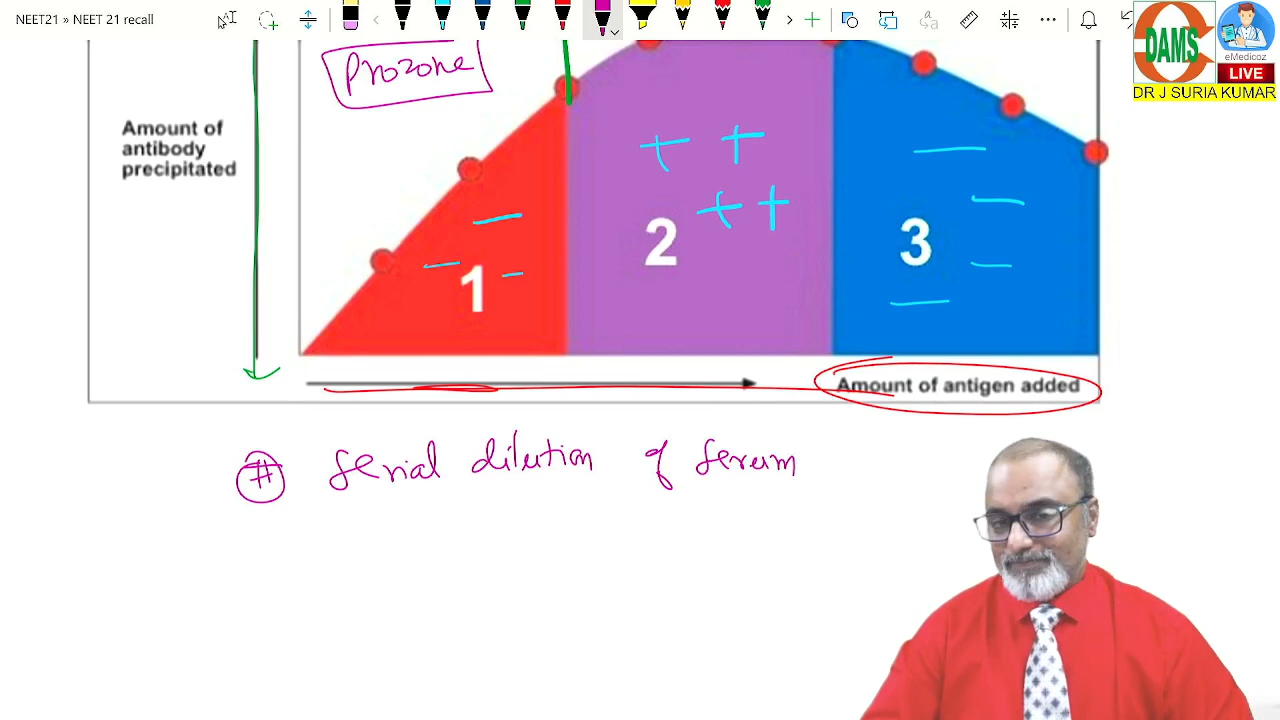 NEET21 » NEET 21 recall
DAMS
eMedicoz
LIVE
DR J SURIA KUMAR
Prozone
Amount of
antibody
precipitated
+ +
+ +
1
2
3
Amount of antigen added
# Serial dilution of serum